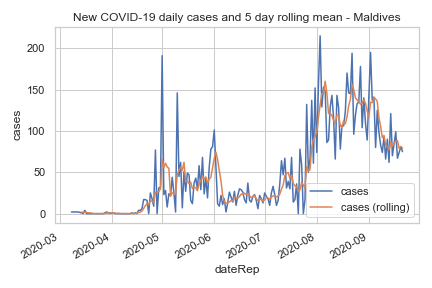 New COVID-19 daily cases and 5 day rolling mean - Maldives
cases
200
150
100
50
0
cases
cases (rolling)
2020-03
2020-04
2020-05
2020-06
2020-07
2020-08
2020-09
dateRep